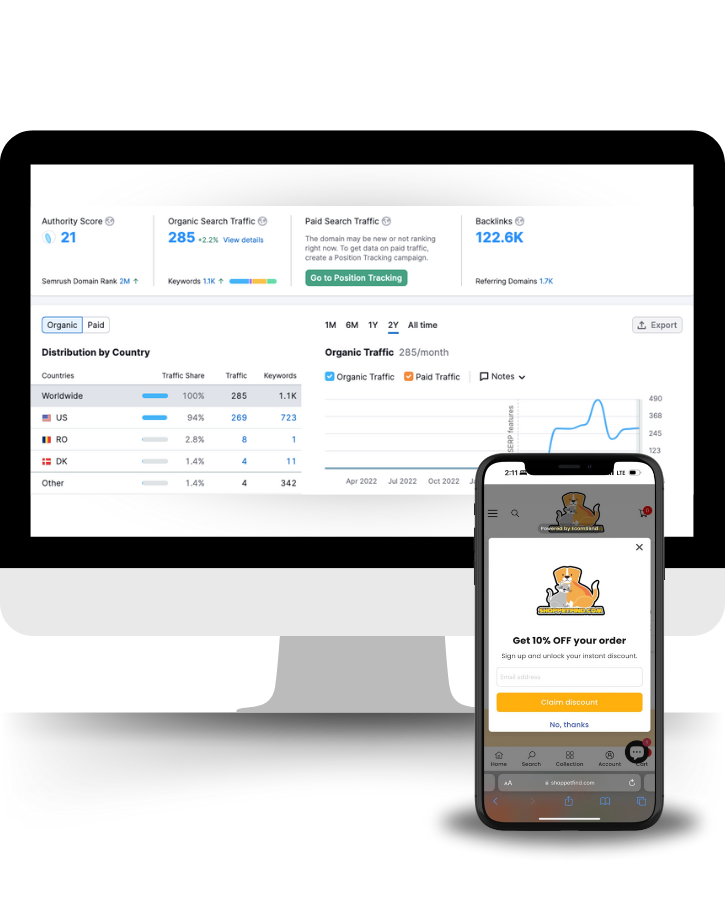 Authority Score
21
Semrush Domain Rank 2M ↑
Organic Search Traffic
285 +2.2% View details
Keywords 1.1K ↑
Paid Search Traffic
The domain may be new or not ranking
right now. To get data on paid traffic,
create a Position Tracking campaign.
Go to Position Tracking
Backlinks
122.6K
Referring Domains 1.7K
Organic Paid
1M 6M 1Y 2Y All time
Export
Distribution by Country
Countries Traffic Share Traffic Keywords
Worldwide 100% 285 1.1K
US 94% 269 723
RO 2.8% 8 1
DK 1.4% 4 11
Other 1.4% 4 342
Organic Traffic 285/month
Organic Traffic Paid Traffic Notes
490
368
245
123
SERP features
Apr 2022 Jul 2022 Oct 2022
2:11 LTE
0
×
Get 10% OFF your order
Sign up and unlock your instant discount.
Email address
Claim discount
No, thanks
Home Search Collection Account Cart
AA shoppetfind.com